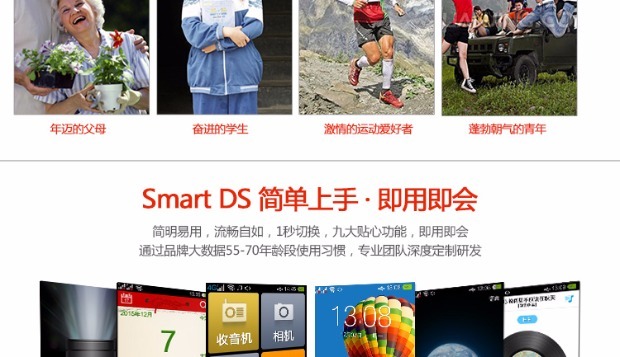 年迈的父母
奋进的学生
激情的运动爱好者
蓬勃朝气的青年
Smart DS 简单上手 · 即用即会
简明易用，流畅自如，1秒切换，九大贴心功能，即用即会
通过品牌大数据55-70年龄段使用习惯，专业团队深度定制研发
2015年12月
7
收音机
相机
13:09
13:08